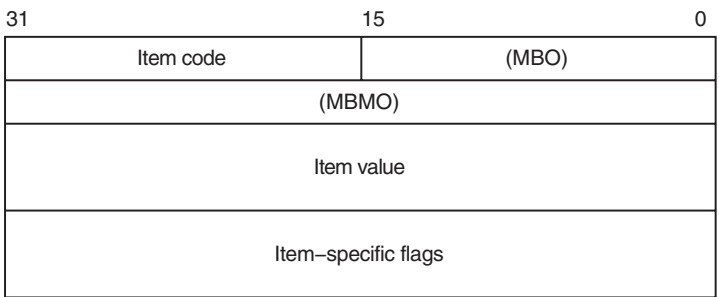 31 15 0
Item code (MBO)
(MBMO)
Item value
Item−specific flags